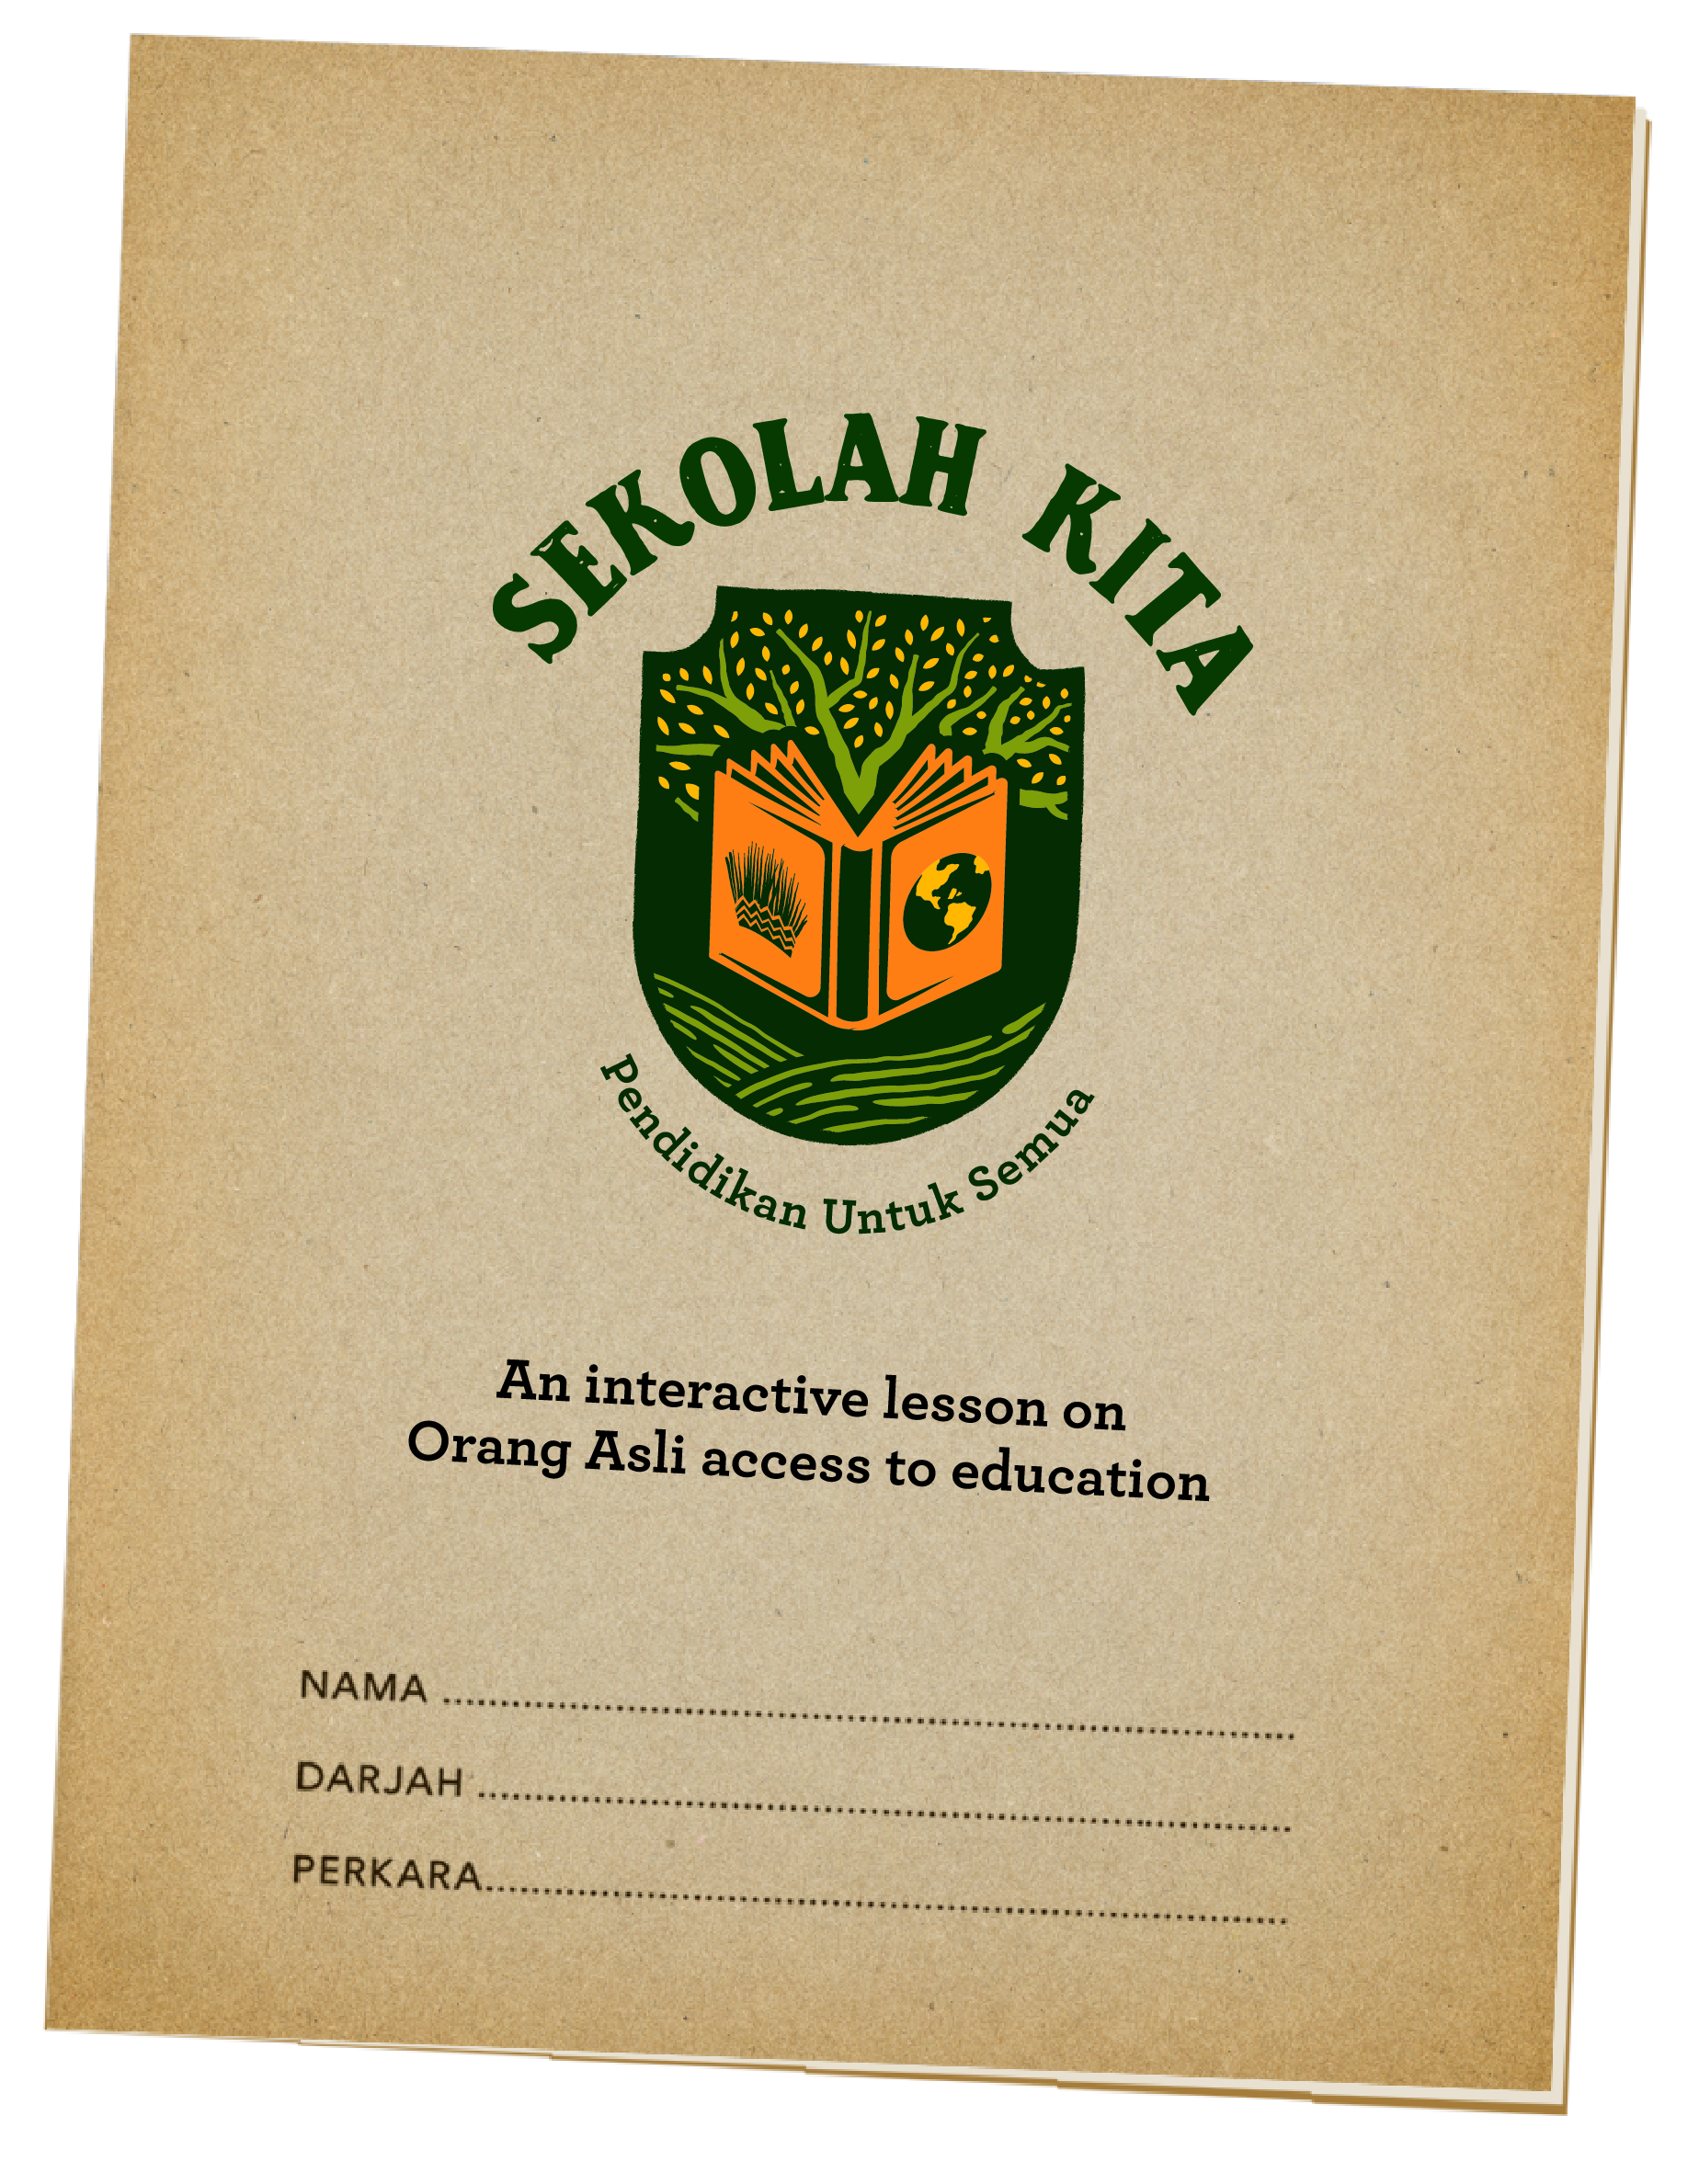 SEKOLAH KITA
Pendidikan Untuk Semua
An interactive lesson on
Orang Asli access to education
NAMA
DARJAH
PERKARA